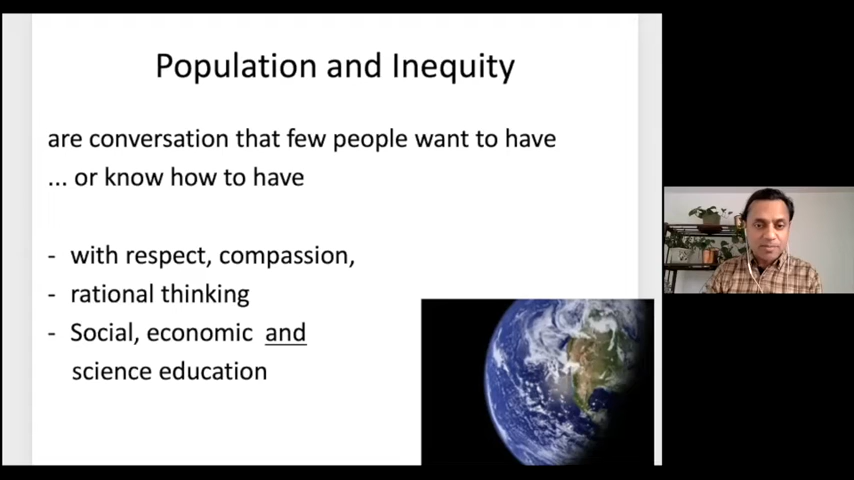 Population and Inequity
are conversation that few people want to have
... or know how to have
- with respect, compassion,
- rational thinking
- Social, economic and
science education